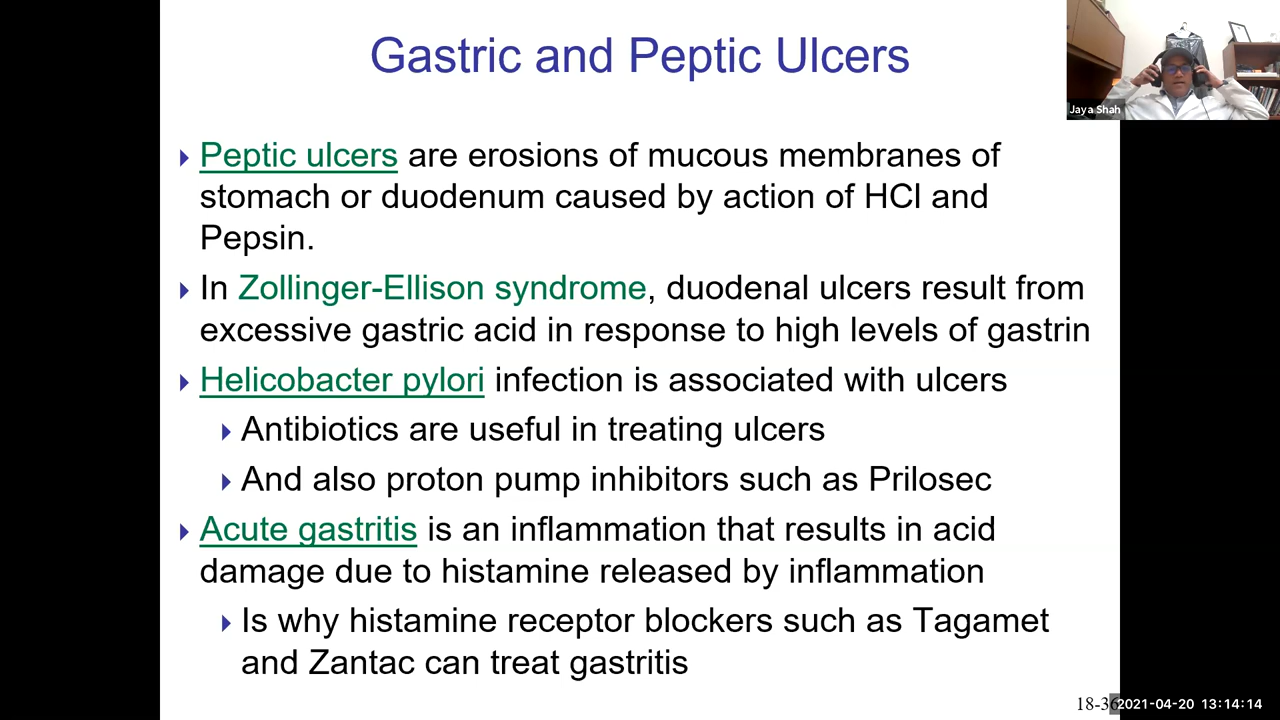 Gastric and Peptic Ulcers
Jaya Shah
Peptic ulcers are erosions of mucous membranes of
stomach or duodenum caused by action of HCl and
Pepsin.
In Zollinger-Ellison syndrome, duodenal ulcers result from
excessive gastric acid in response to high levels of gastrin
Helicobacter pylori infection is associated with ulcers
Antibiotics are useful in treating ulcers
And also proton pump inhibitors such as Prilosec
Acute gastritis is an inflammation that results in acid
damage due to histamine released by inflammation
Is why histamine receptor blockers such as Tagamet
and Zantac can treat gastritis
18-36
2021-04-20 13:14:14